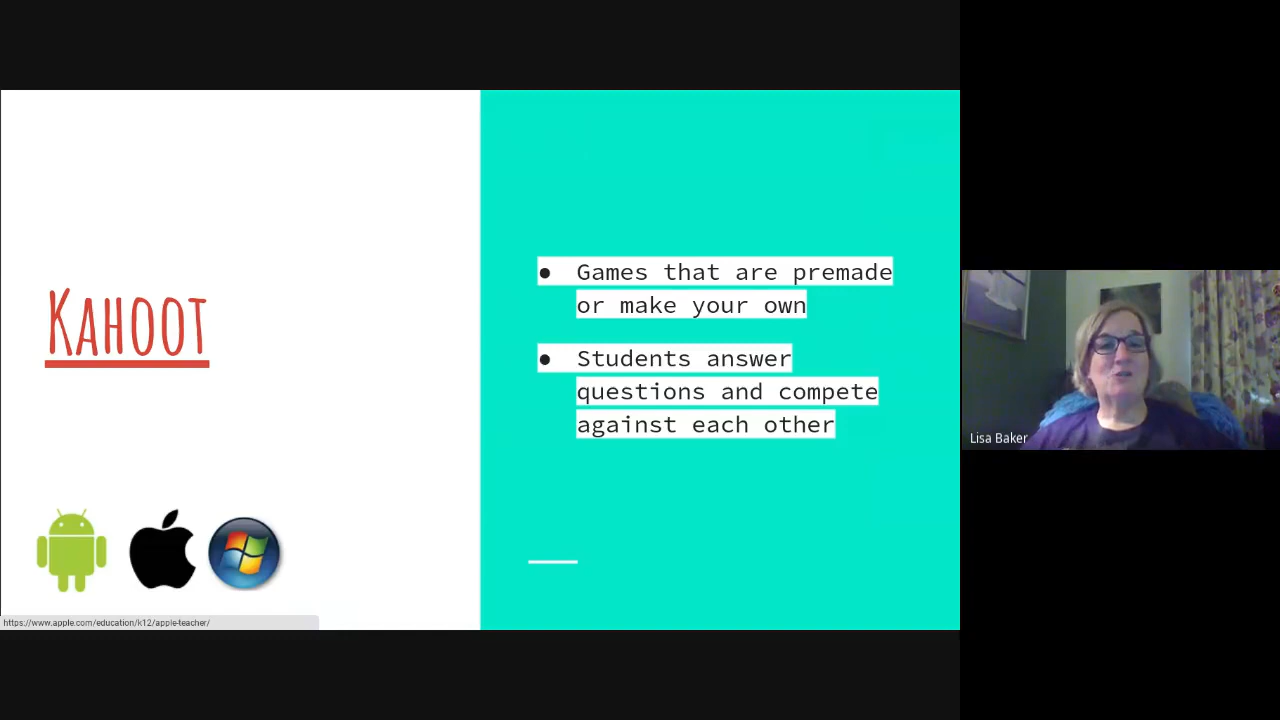 Kahoot
● Games that are premade
or make your own
● Students answer
questions and compete
against each other
https://www.apple.com/education/k12/apple-teacher/
Lisa Baker